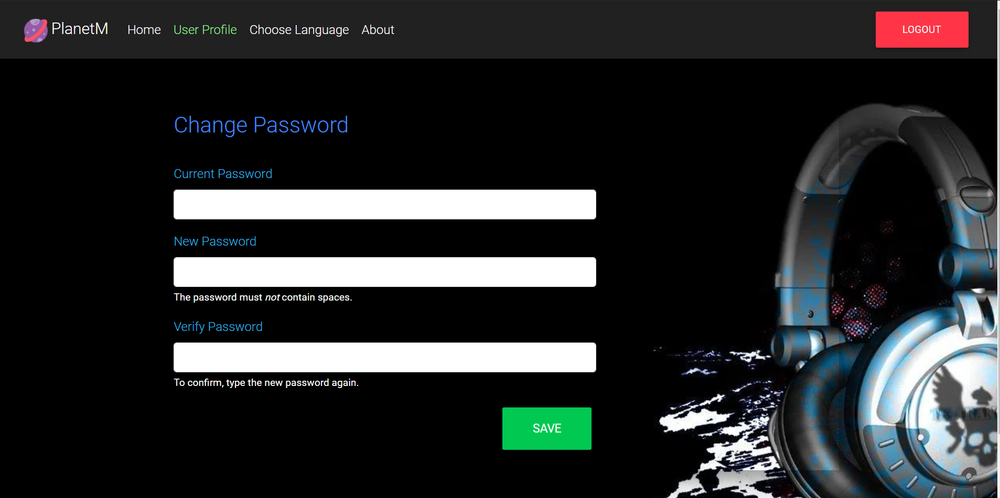 PlanetM
Home
User Profile
Choose Language
About
LOGOUT
Change Password
Current Password
New Password
The password must not contain spaces.
Verify Password
To confirm, type the new password again.
SAVE